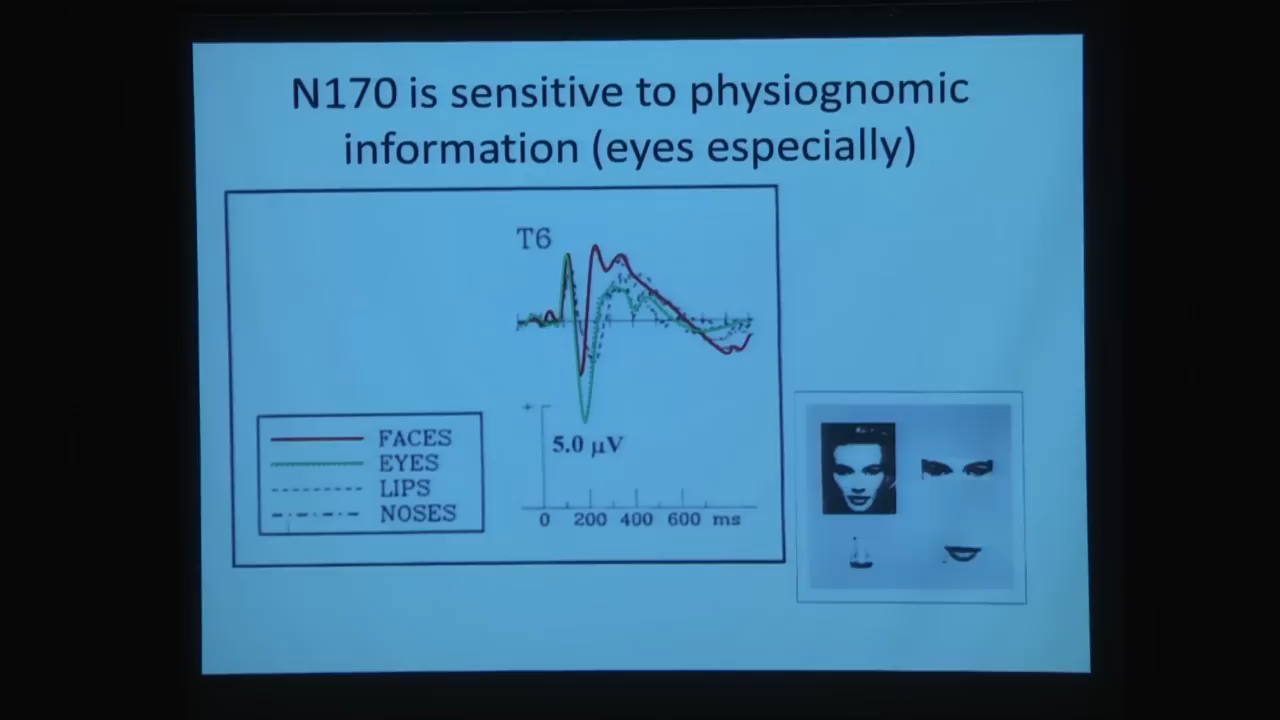 N170 is sensitive to physiognomic
information (eyes especially)
T6
+
5.0 µV
FACES
EYES
LIPS
NOSES
0 200 400 600 ms